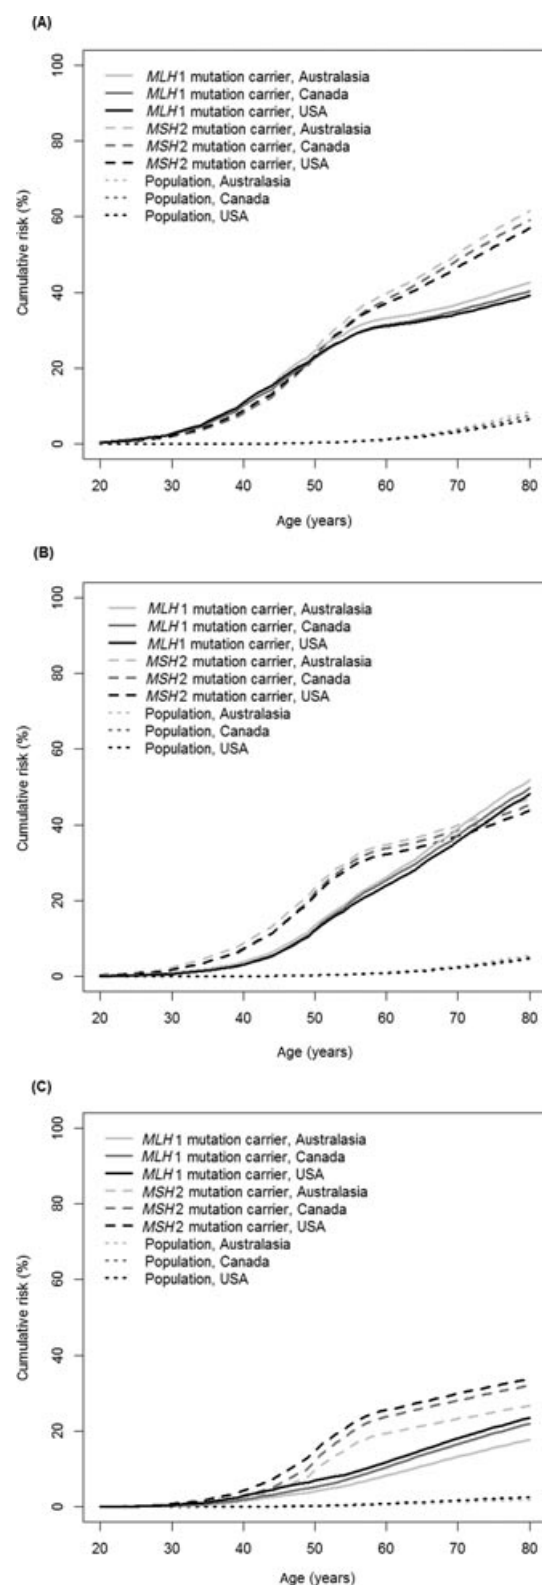 (A)
100
80
60
40
20
0
Cumulative risk (%)
MLH1 mutation carrier, Australasia
MLH1 mutation carrier, Canada
MLH1 mutation carrier, USA
MSH2 mutation carrier, Australasia
MSH2 mutation carrier, Canada
MSH2 mutation carrier, USA
Population, Australasia
Population, Canada
Population, USA
20 30 40 50 60 70 80
Age (years)
(B)
100
80
60
40
20
0
Cumulative risk (%)
MLH1 mutation carrier, Australasia
MLH1 mutation carrier, Canada
MLH1 mutation carrier, USA
MSH2 mutation carrier, Australasia
MSH2 mutation carrier, Canada
MSH2 mutation carrier, USA
Population, Australasia
Population, Canada
Population, USA
20 30 40 50 60 70 80
Age (years)
(C)
100
80
60
40
20
0
Cumulative risk (%)
MLH1 mutation carrier, Australasia
MLH1 mutation carrier, Canada
MLH1 mutation carrier, USA
MSH2 mutation carrier, Australasia
MSH2 mutation carrier, Canada
MSH2 mutation carrier, USA
Population, Australasia
Population, Canada
Population, USA
20 30 40 50 60 70 80
Age (years)